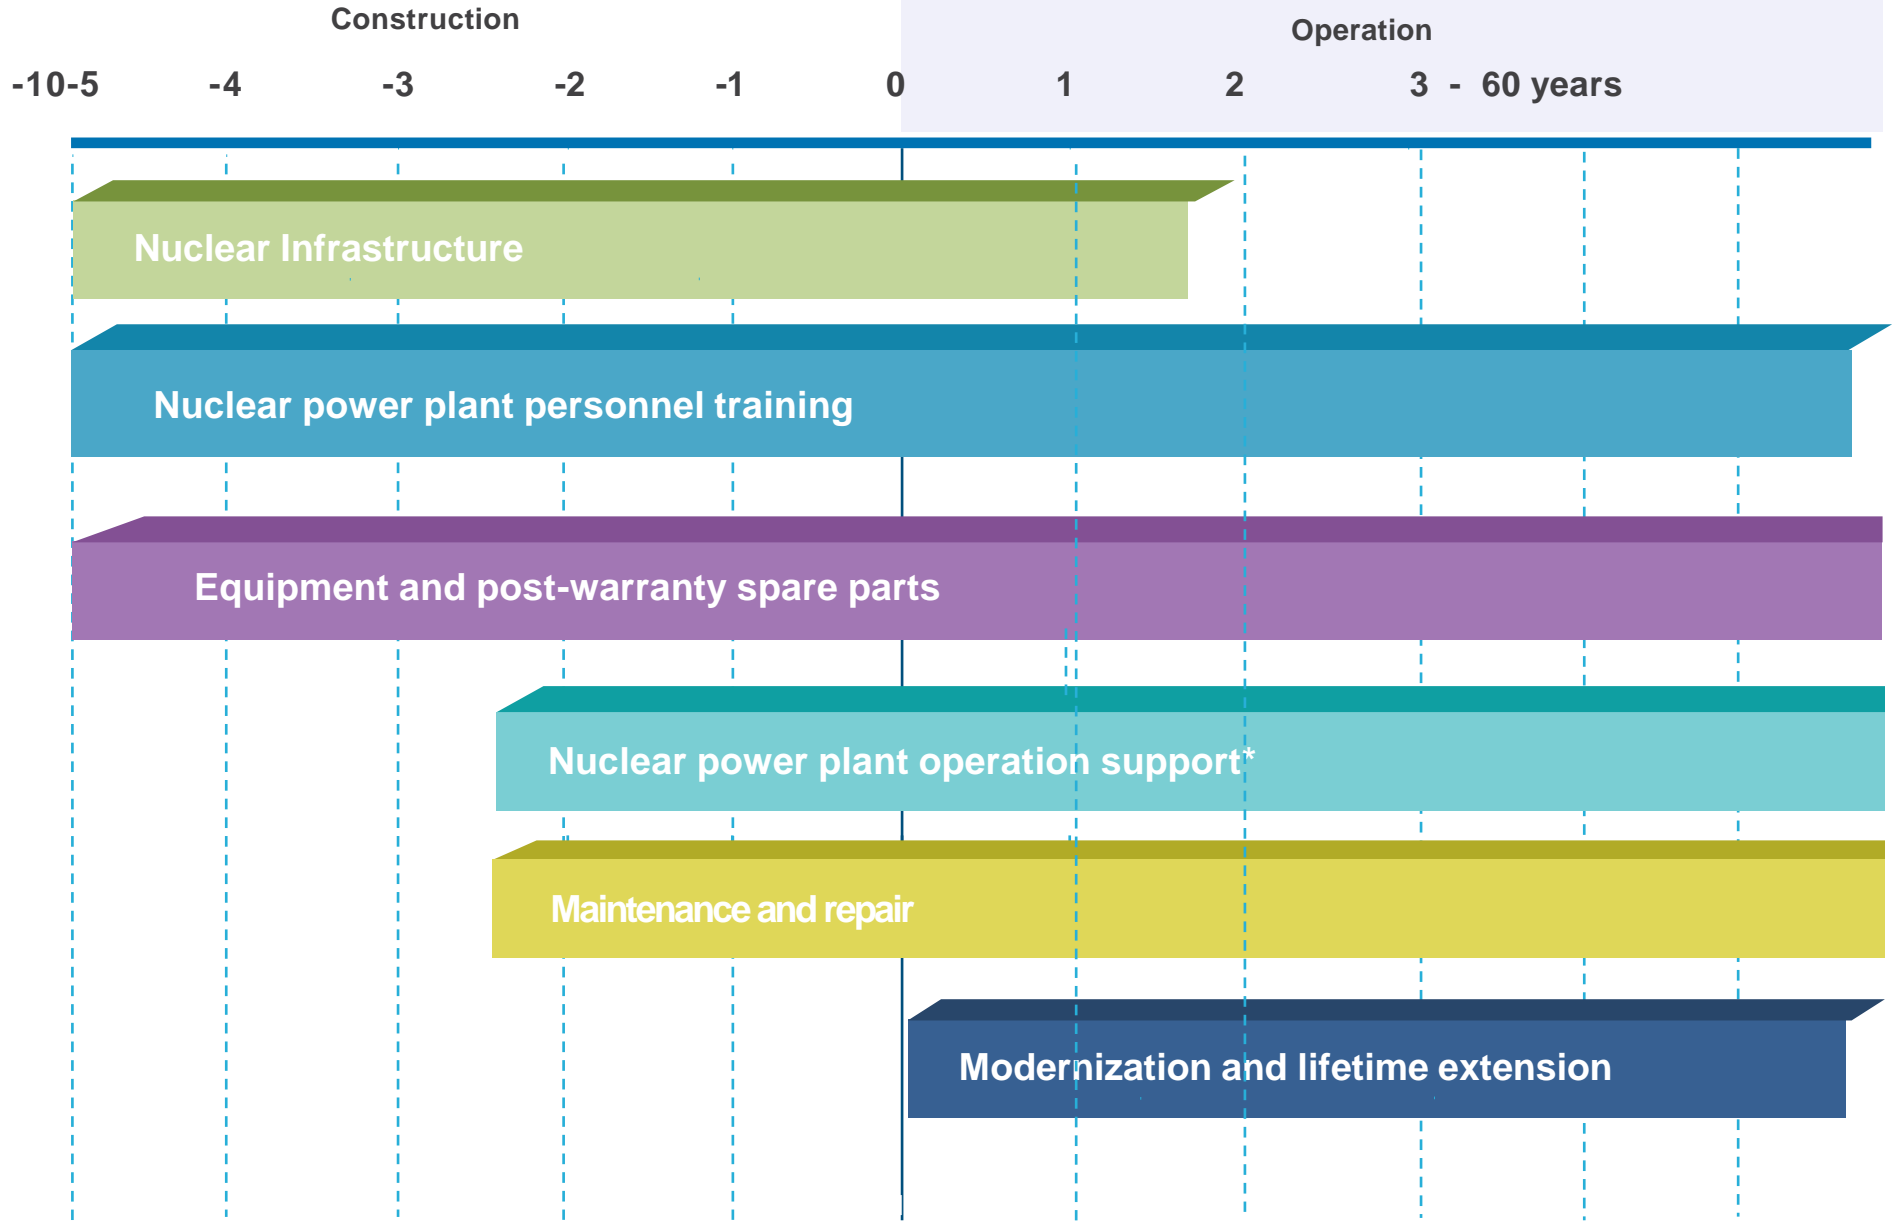 Construction
Operation
-10-5 -4 -3 -2 -1 0 1 2 3 - 60 years
Nuclear Infrastructure
Nuclear power plant personnel training
Equipment and post-warranty spare parts
Nuclear power plant operation support*
Maintenance and repair
Modernization and lifetime extension